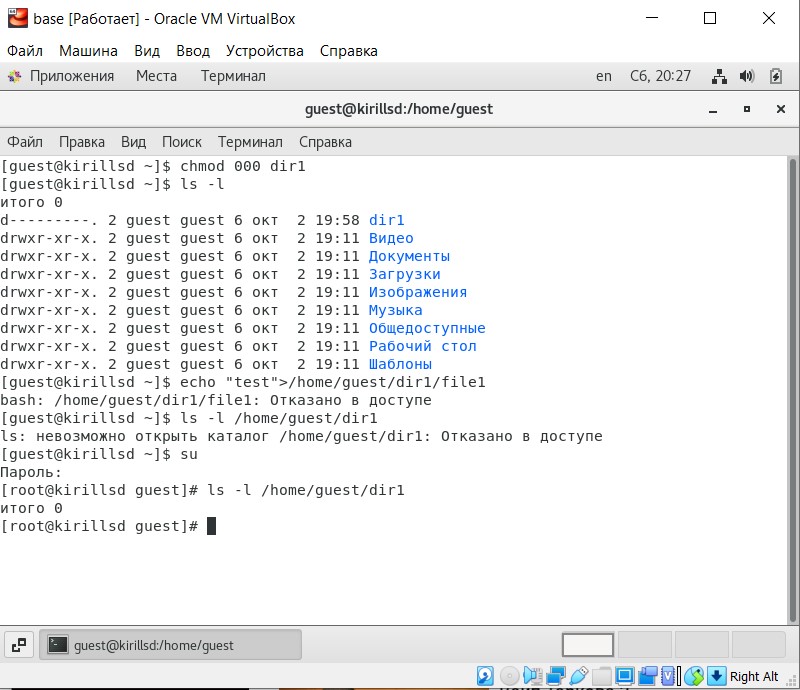 base [Работает] - Oracle VM VirtualBox
Файл Машина Вид Ввод Устройства Справка
Приложения Места Терминал en Сб, 20:27
guest@kirillsd:/home/guest
Файл Правка Вид Поиск Терминал Справка
[guest@kirillsd ~]$ chmod 000 dir1
[guest@kirillsd ~]$ ls -l
итого 0
d---------. 2 guest guest 6 окт  2 19:58 dir1
drwxr-xr-x. 2 guest guest 6 окт  2 19:11 Видео
drwxr-xr-x. 2 guest guest 6 окт  2 19:11 Документы
drwxr-xr-x. 2 guest guest 6 окт  2 19:11 Загрузки
drwxr-xr-x. 2 guest guest 6 окт  2 19:11 Изображения
drwxr-xr-x. 2 guest guest 6 окт  2 19:11 Музыка
drwxr-xr-x. 2 guest guest 6 окт  2 19:11 Общедоступные
drwxr-xr-x. 2 guest guest 6 окт  2 19:11 Рабочий стол
drwxr-xr-x. 2 guest guest 6 окт  2 19:11 Шаблоны
[guest@kirillsd ~]$ echo "test">/home/guest/dir1/file1
bash: /home/guest/dir1/file1: Отказано в доступе
[guest@kirillsd ~]$ ls -l /home/guest/dir1
ls: невозможно открыть каталог /home/guest/dir1: Отказано в доступе
[guest@kirillsd ~]$ su
Пароль:
[root@kirillsd guest]# ls -l /home/guest/dir1
итого 0
[root@kirillsd guest]#
guest@kirillsd:/home/guest
Right Alt